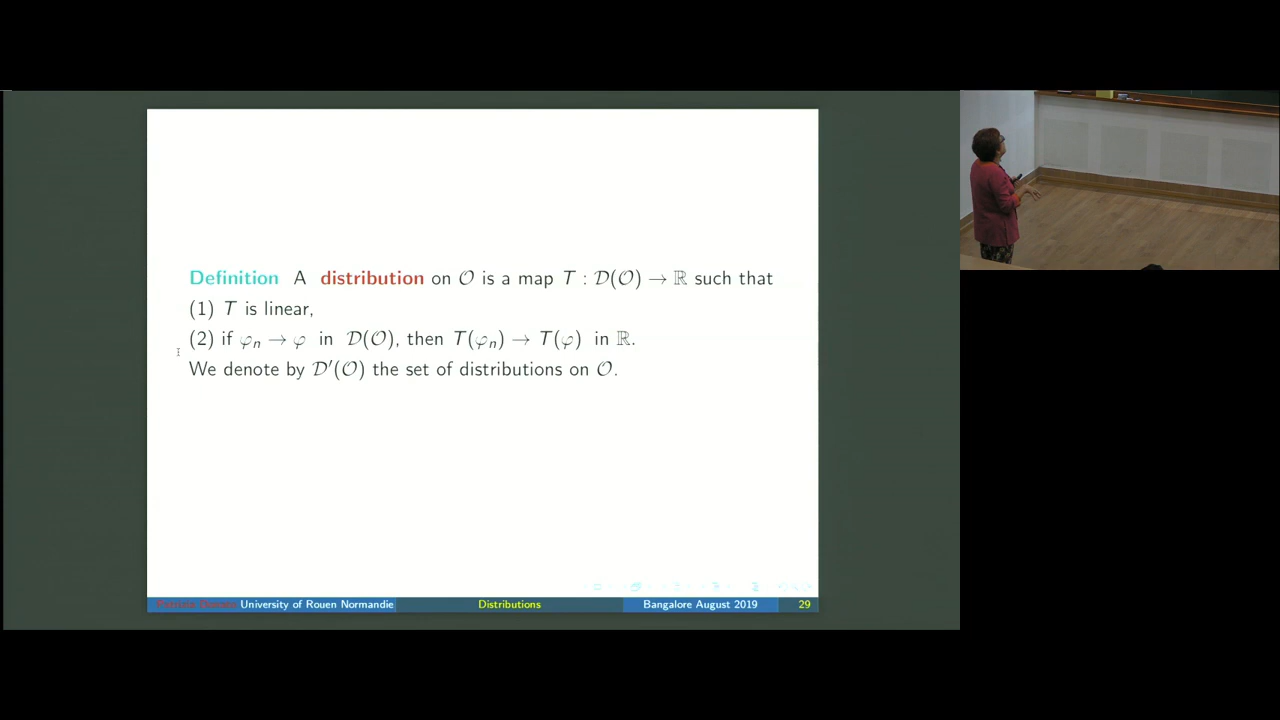 Definition A distribution on 𝒪 is a map T : 𝒟(𝒪) → ℝ such that
(1) T is linear,
(2) if φₙ → φ in 𝒟(𝒪), then T(φₙ) → T(φ) in ℝ.
We denote by 𝒟′(𝒪) the set of distributions on 𝒪.
University of Rouen Normandie Distributions Bangalore August 2019 29